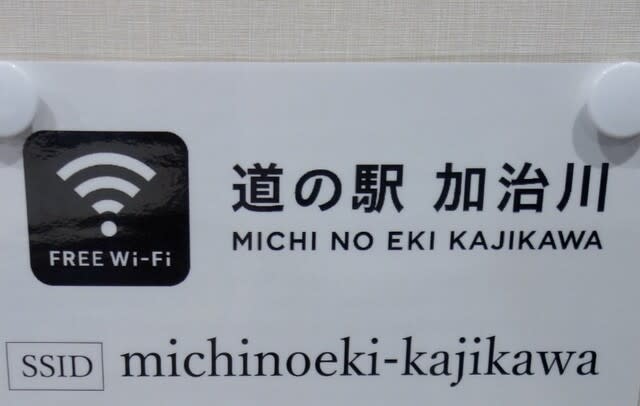 FREE Wi-Fi
道の駅 加治川
MICHI NO EKI KAJIKAWA
SSID michinoeki-kajikawa